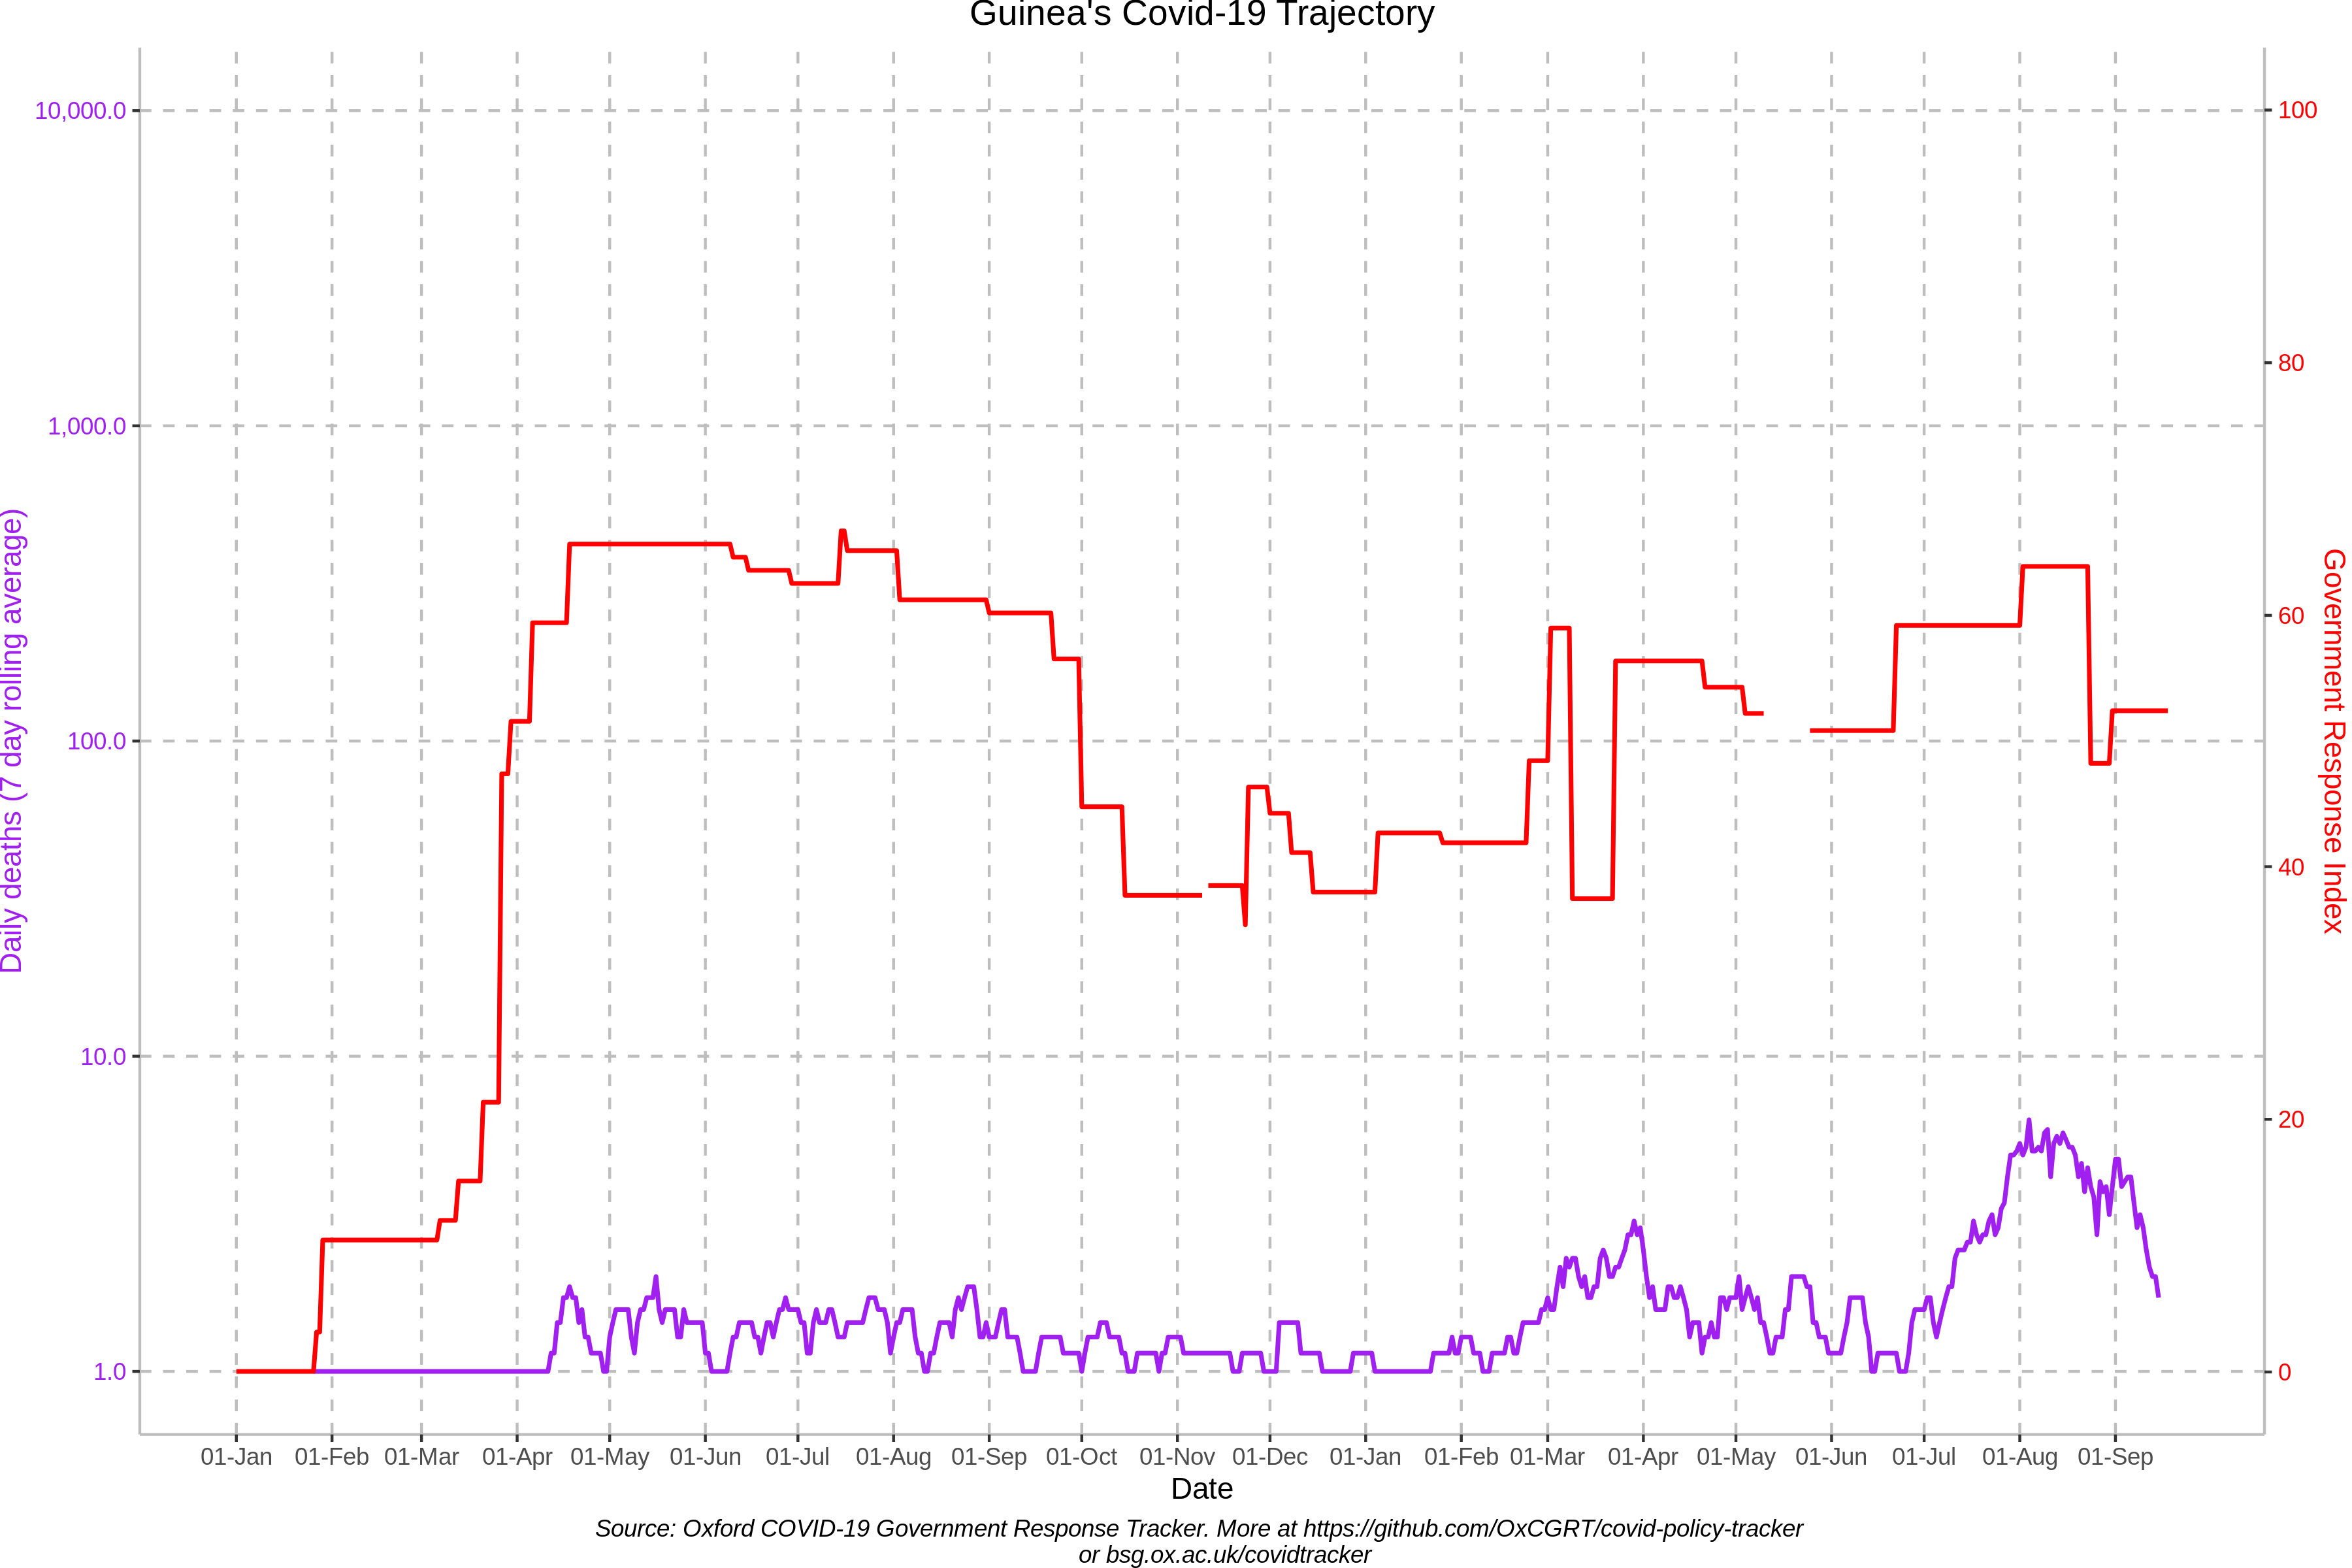 Guinea's Covid-19 Trajectory
10,000.0
1,000.0
100.0
10.0
1.0
Daily deaths (7 day rolling average)
100
80
60
40
20
0
Government Response Index
01-Jan 01-Feb 01-Mar 01-Apr 01-May 01-Jun 01-Jul 01-Aug 01-Sep 01-Oct 01-Nov 01-Dec 01-Jan 01-Feb 01-Mar 01-Apr 01-May 01-Jun 01-Jul 01-Aug 01-Sep
Date
Source: Oxford COVID-19 Government Response Tracker. More at https://github.com/OxCGRT/covid-policy-tracker
or bsg.ox.ac.uk/covidtracker